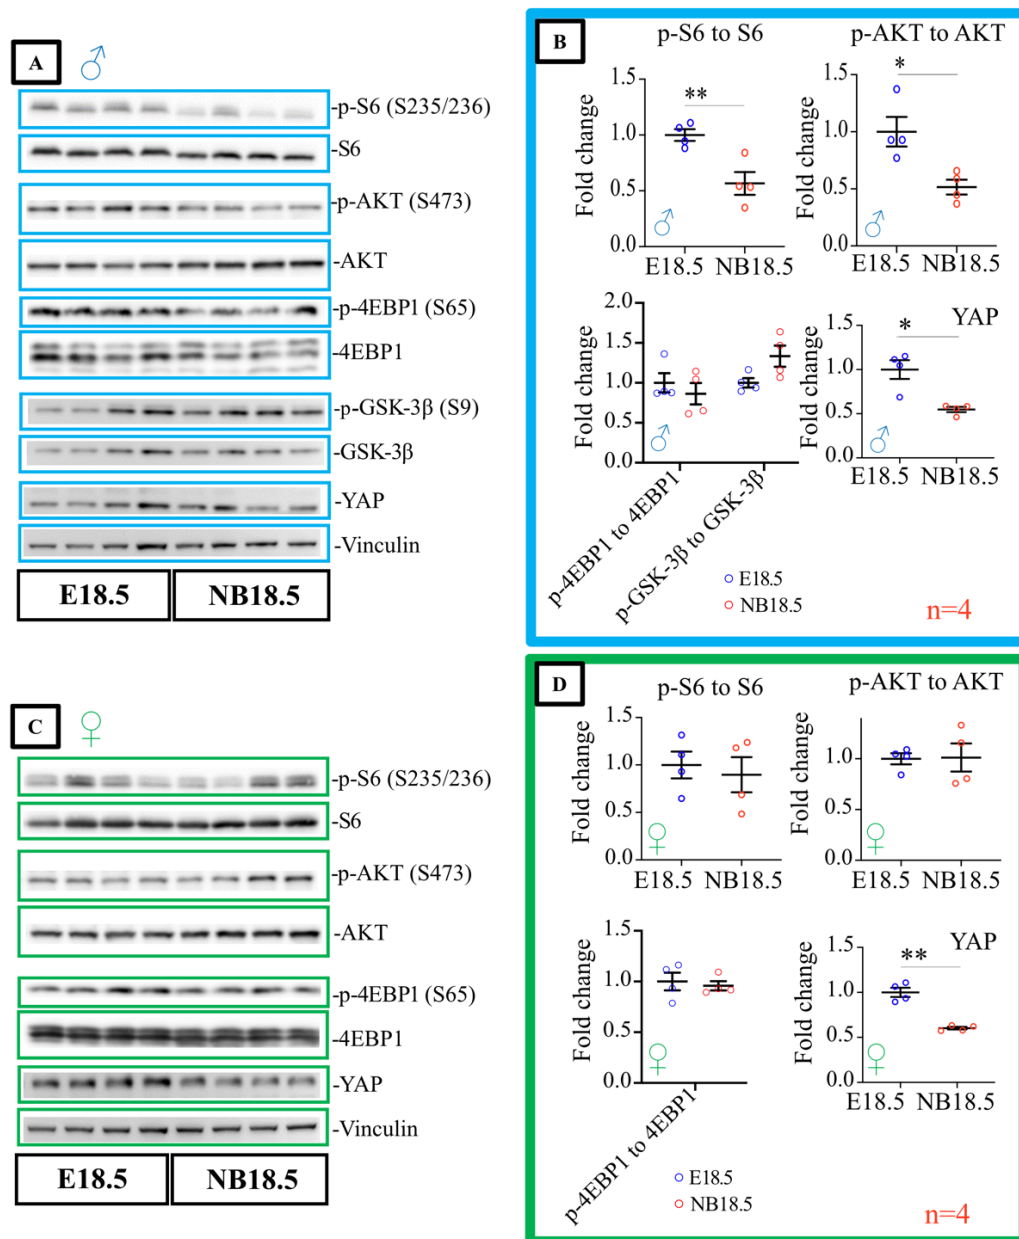 A ♂
-p-S6 (S235/236)
-S6
-p-AKT (S473)
-AKT
-p-4EBP1 (S65)
-4EBP1
-p-GSK-3β (S9)
-GSK-3β
-YAP
-Vinculin
E18.5 NB18.5
B
p-S6 to S6
Fold change
1.5
1.0
0.5
0.0
**
♂
E18.5 NB18.5
p-AKT to AKT
Fold change
1.5
1.0
0.5
0.0
*
♂
E18.5 NB18.5
Fold change
2.0
1.5
1.0
0.5
0.0
♂
p-4EBP1 to 4EBP1
p-GSK-3β to GSK-3β
YAP
Fold change
1.5
1.0
0.5
0.0
*
♂
E18.5 NB18.5
E18.5
NB18.5
n=4
C ♀
-p-S6 (S235/236)
-S6
-p-AKT (S473)
-AKT
-p-4EBP1 (S65)
-4EBP1
-YAP
-Vinculin
E18.5 NB18.5
D
p-S6 to S6
Fold change
1.5
1.0
0.5
0.0
♀
E18.5 NB18.5
p-AKT to AKT
Fold change
1.0
0.5
0.0
♀
E18.5 NB18.5
Fold change
1.5
1.0
0.5
0.0
♀
p-4EBP1 to 4EBP1
YAP
Fold change
1.5
1.0
0.5
0.0
**
♀
E18.5 NB18.5
E18.5
NB18.5
n=4